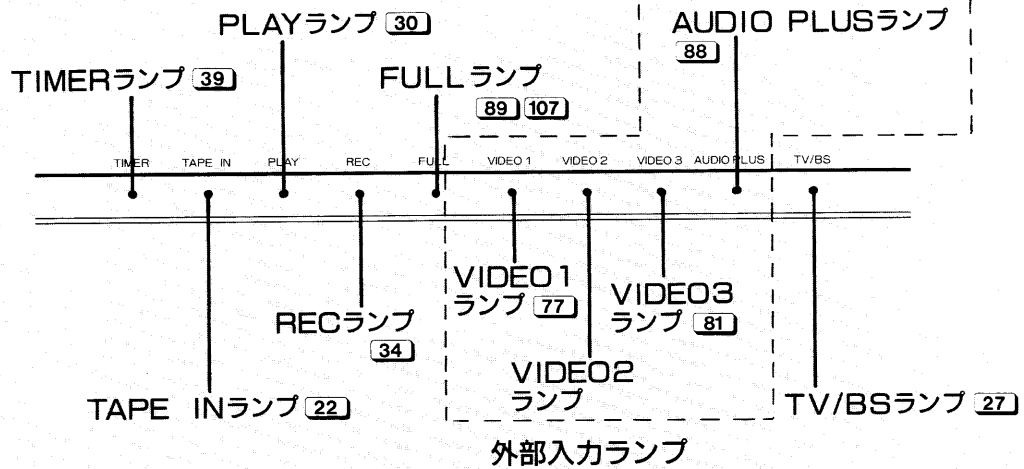 PLAYランプ 30
AUDIO PLUSランプ
88
TIMERランプ 39
FULLランプ
89 107
TIMER TAPE IN PLAY REC FULL VIDEO 1 VIDEO 2 VIDEO 3 AUDIO PLUS TV/BS
VIDEO1
ランプ 77
VIDEO3
ランプ 81
RECランプ
34
VIDEO2
ランプ
TAPE INランプ 22
TV/BSランプ 27
外部入力ランプ